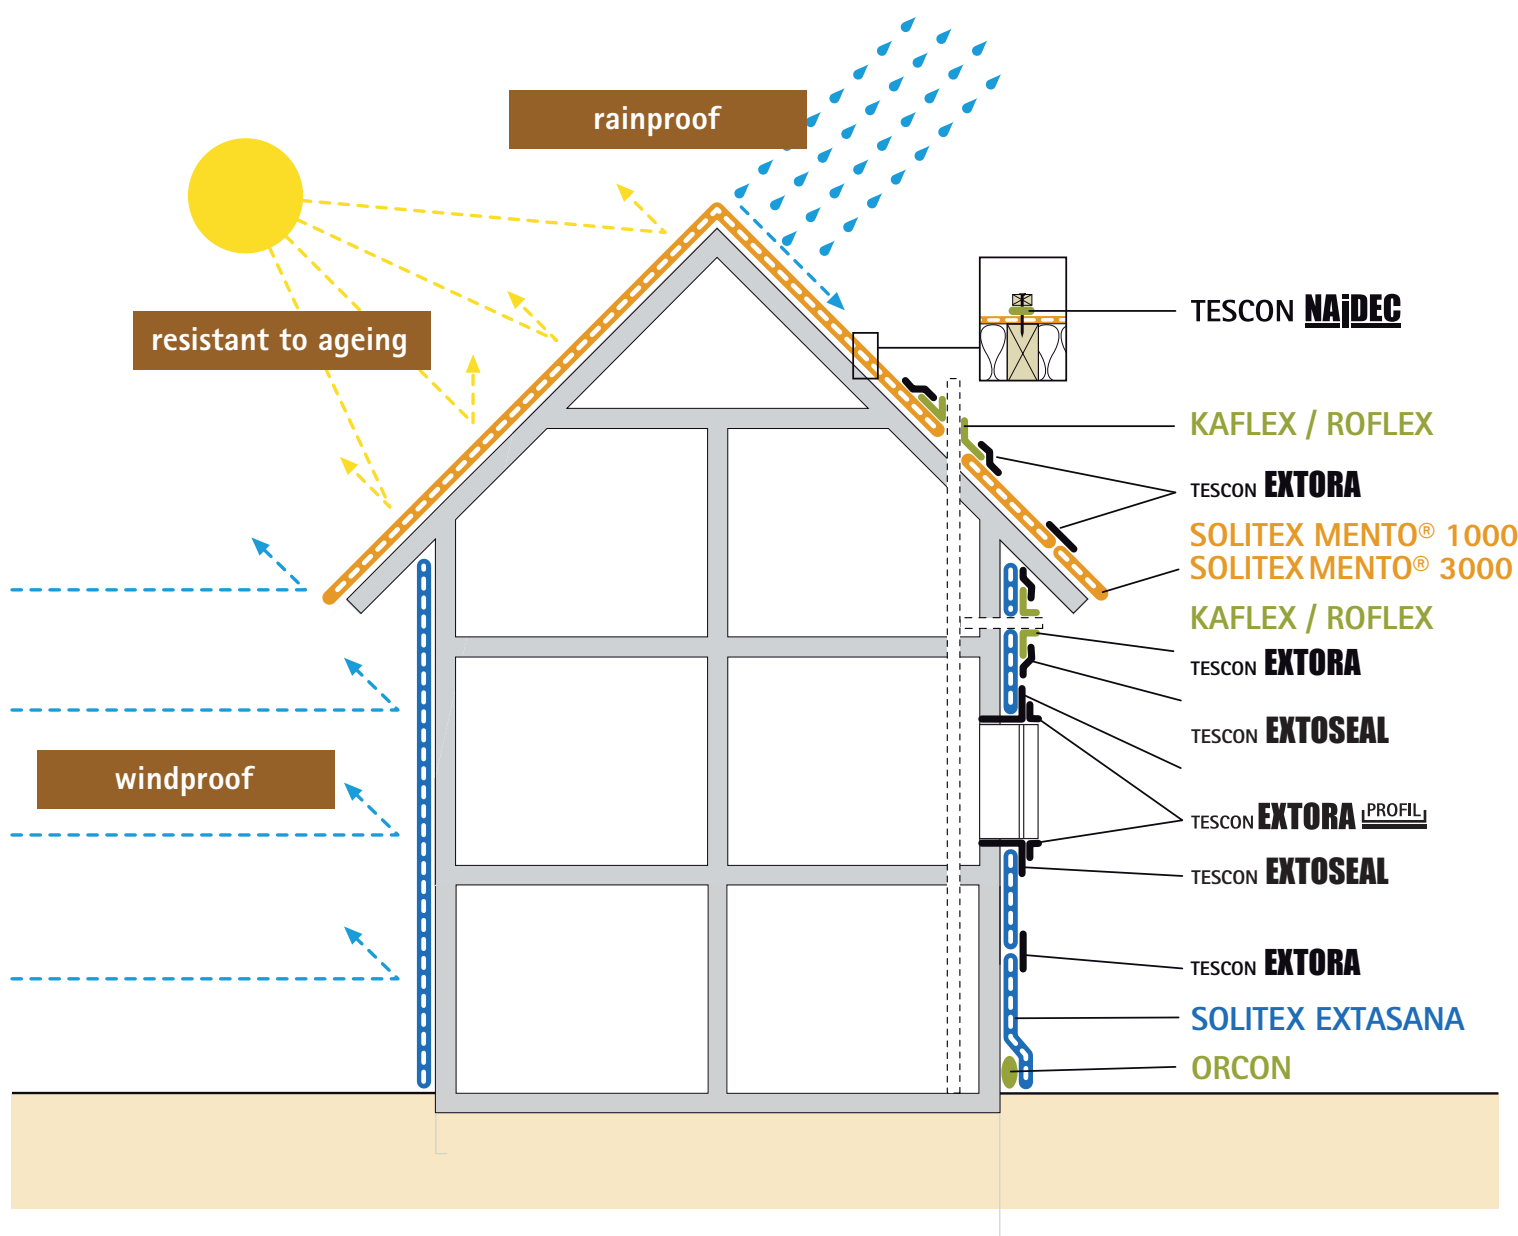 rainproof
resistant to ageing
windproof
TESCON NAiDEC
KAFLEX / ROFLEX
TESCON EXTORA
SOLITEX MENTO® 1000
SOLITEX MENTO® 3000
KAFLEX / ROFLEX
TESCON EXTORA
TESCON EXTOSEAL
TESCON EXTORA PROFIL
TESCON EXTOSEAL
TESCON EXTORA
SOLITEX EXTASANA
ORCON